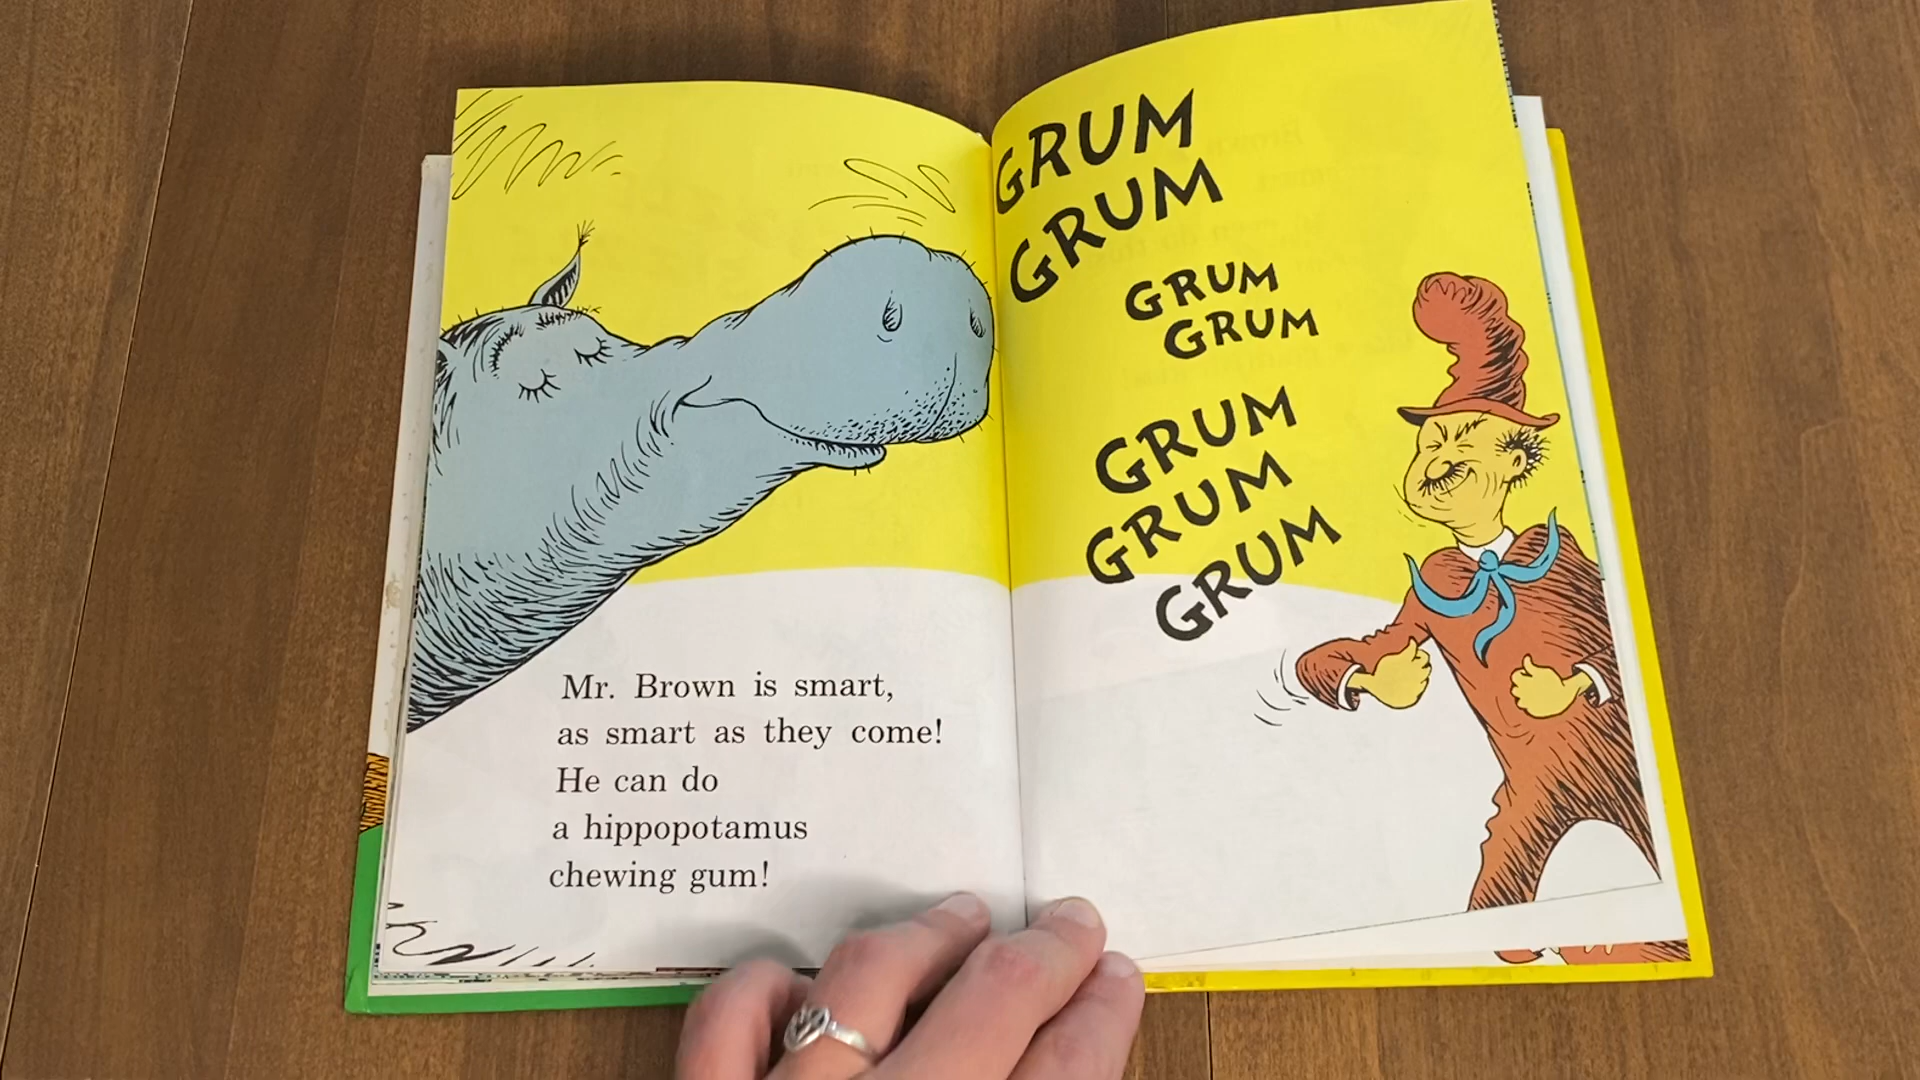 Mr. Brown is smart,
as smart as they come!
He can do
a hippopotamus
chewing gum!
GRUM
GRUM
GRUM
GRUM
GRUM
GRUM
GRUM